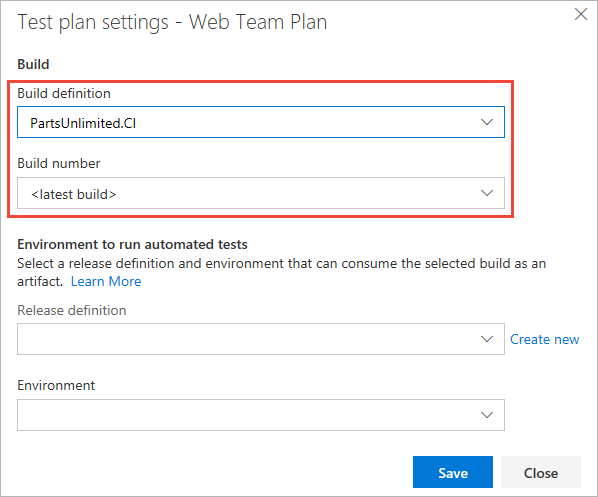 Test plan settings - Web Team Plan
Build
Build definition
PartsUnlimited.CI
Build number
<latest build>
Environment to run automated tests
Select a release definition and environment that can consume the selected build as an
artifact. Learn More
Release definition
Create new
Environment
Save Close